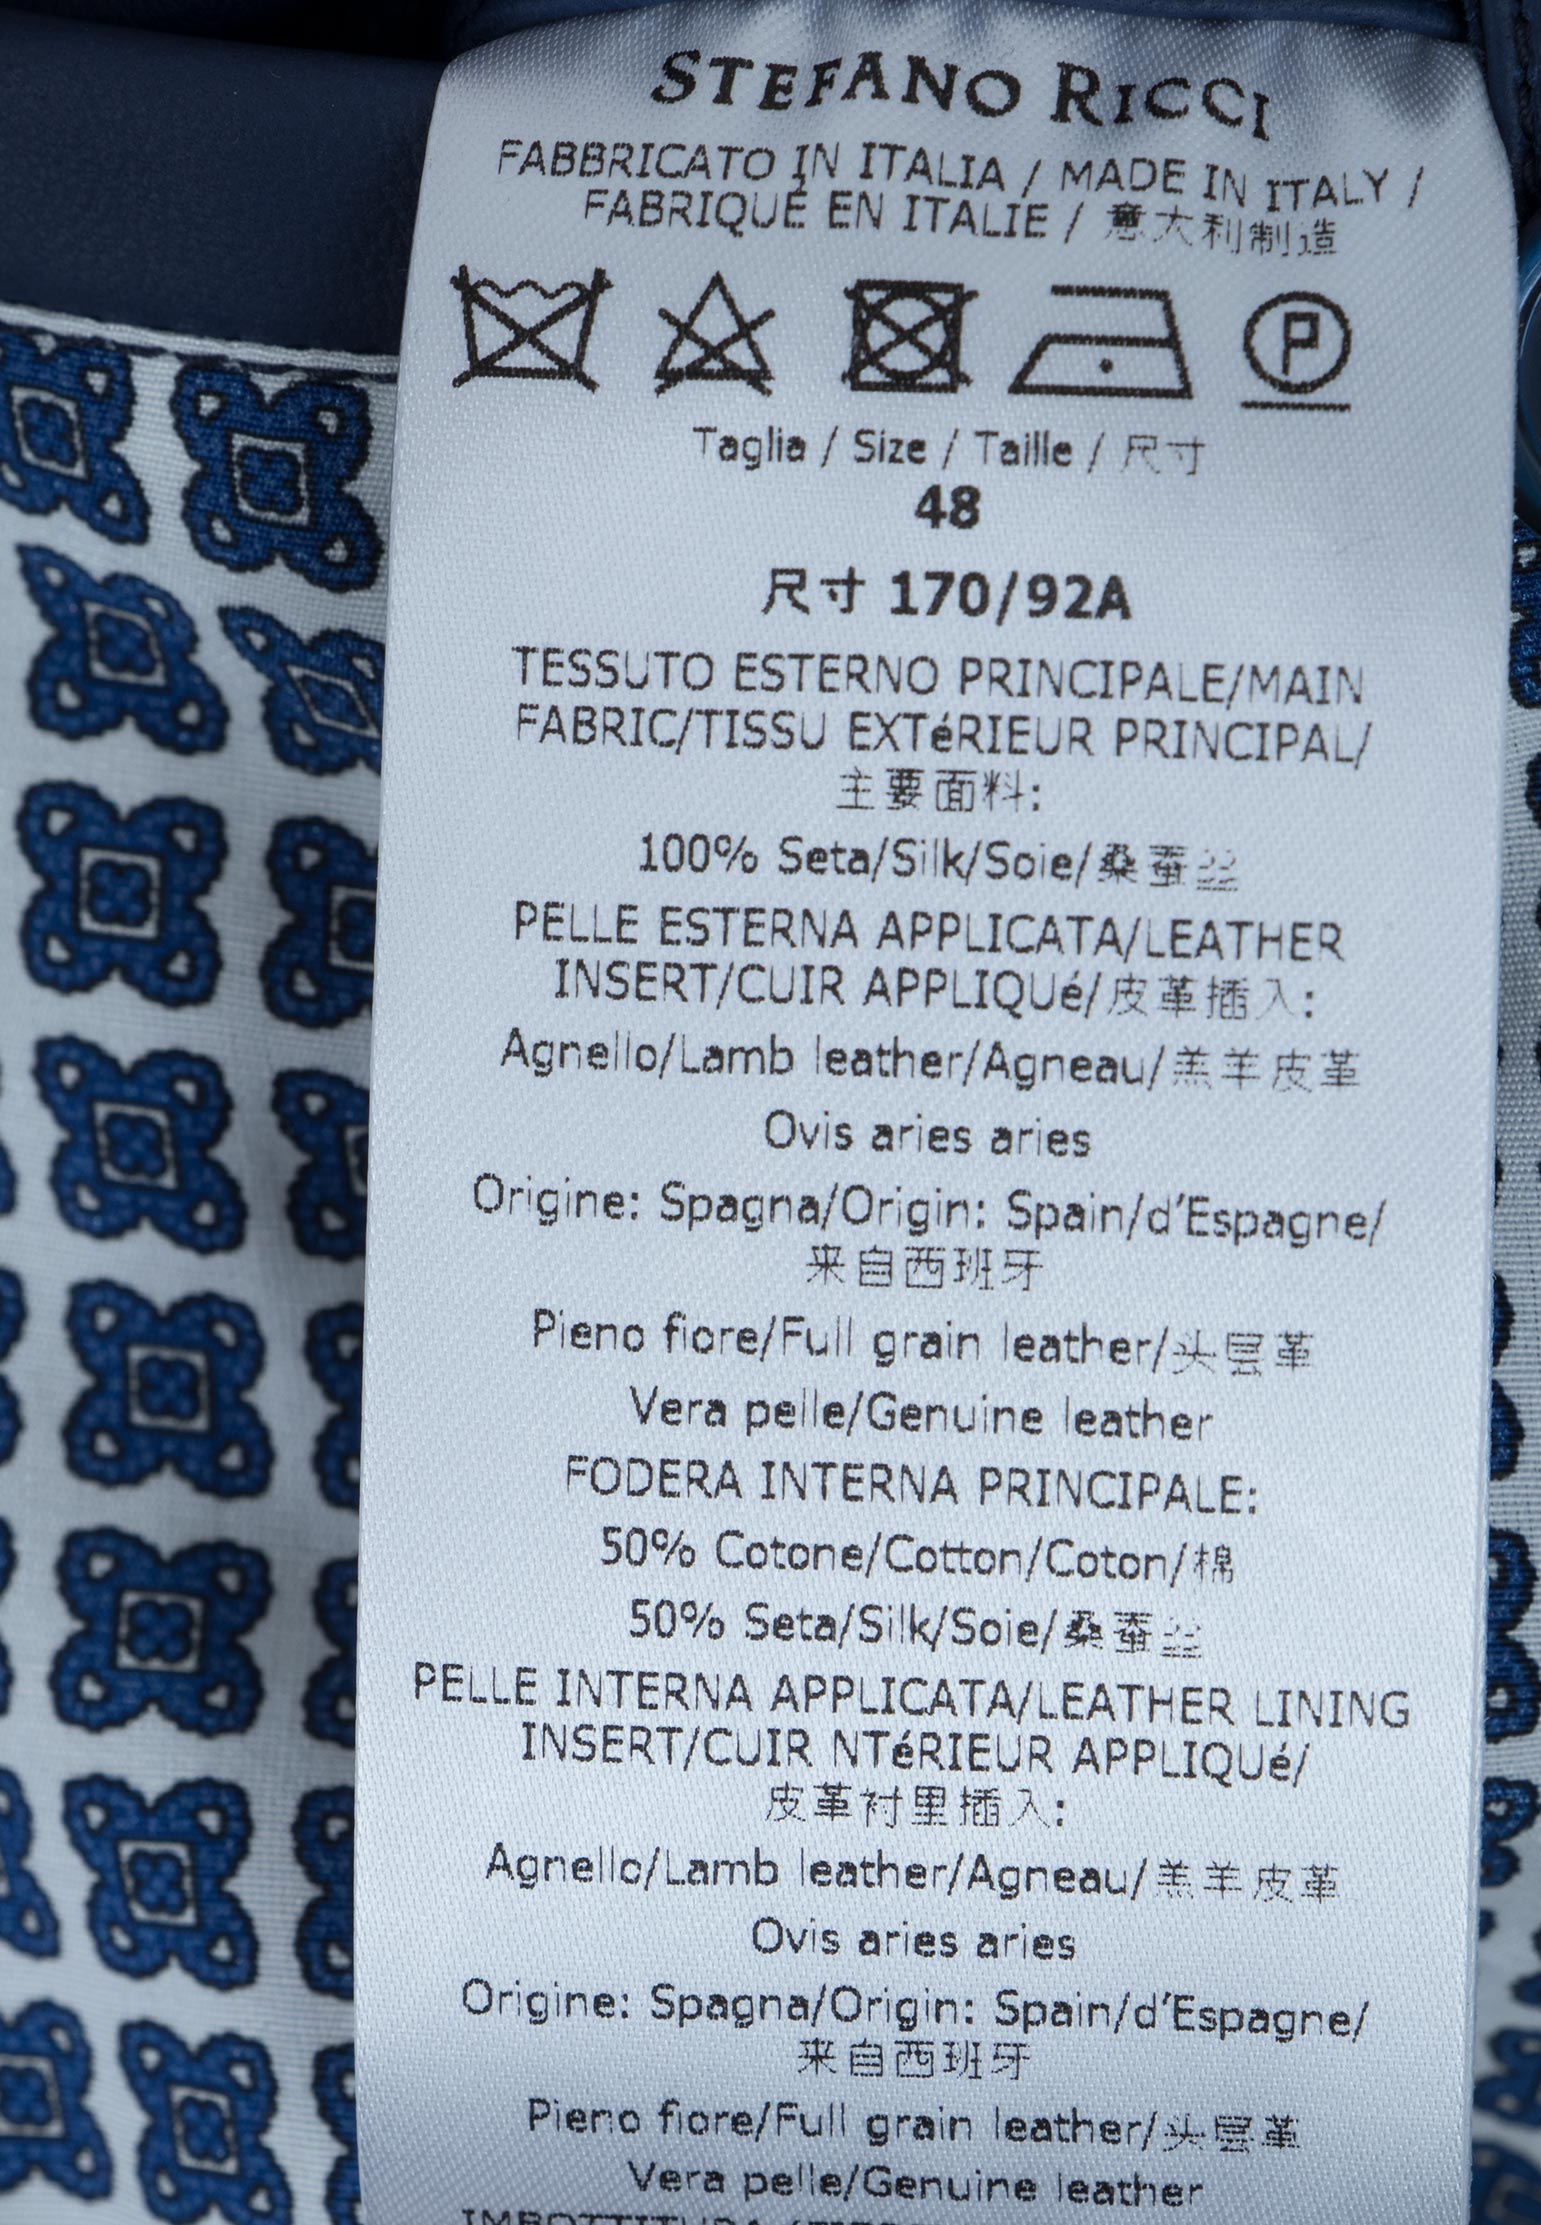 STEFANO RICCI
FABBRICATO IN ITALIA / MADE IN ITALY /
FABRIQUÉ EN ITALIE / 意大利制造
P
Taglia / Size / Taille / 尺寸
48
尺寸 170/92A
TESSUTO ESTERNO PRINCIPALE/MAIN
FABRIC/TISSU EXTéRIEUR PRINCIPAL/
主要面料:
100% Seta/Silk/Soie/桑蚕丝
PELLE ESTERNA APPLICATA/LEATHER
INSERT/CUIR APPLIQUé/皮革插入:
Agnello/Lamb leather/Agneau/羔羊皮革
Ovis aries aries
Origine: Spagna/Origin: Spain/d'Espagne/
来自西班牙
Pieno fiore/Full grain leather/头层革
Vera pelle/Genuine leather
FODERA INTERNA PRINCIPALE:
50% Cotone/Cotton/Coton/棉
50% Seta/Silk/Soie/桑蚕丝
PELLE INTERNA APPLICATA/LEATHER LINING
INSERT/CUIR NTéRIEUR APPLIQUé/
皮革衬里插入:
Agnello/Lamb leather/Agneau/羔羊皮革
Ovis aries aries
Origine: Spagna/Origin: Spain/d'Espagne/
来自西班牙
Pieno fiore/Full grain leather/头层革
Vera pelle/Genuine leather